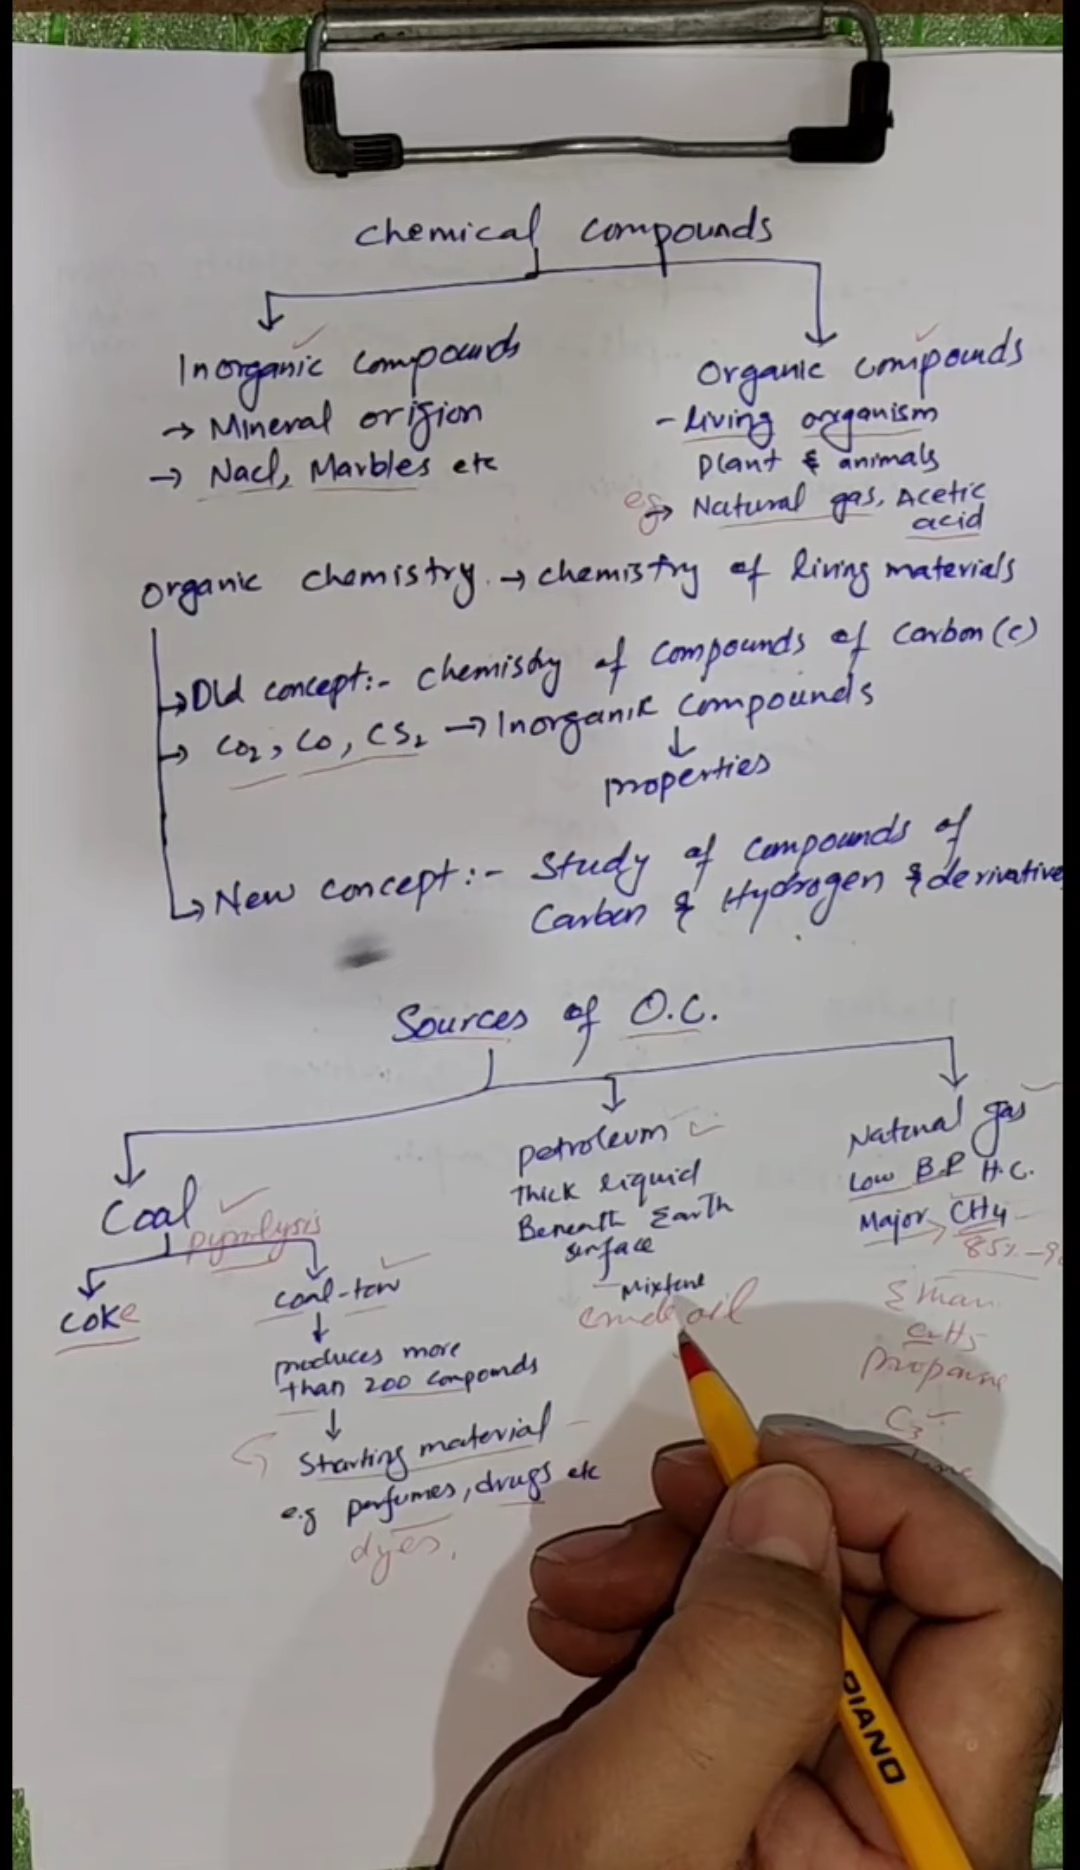 Chemical Compounds
Inorganic Compounds
→ Mineral origion
→ Nacl, Marbles etc
Organic Compounds
- living organism
plant & animals
eg → Natural gas, Acetic
acid
Organic chemistry → chemistry of living materials
→ Old concept:- chemistry of compounds of carbon (c)
→ CO2, CO, CS2 → Inorganic compounds
↓
properties
→ New concept:- Study of compounds of
Carbon & Hydrogen & derivative
Sources of O.C.
Coal
pyrolysis
coke
coal-tar
↓
produces more
than 200 compounds
↓
Starting material
e.g perfumes, drugs etc
dyes,
petroleum
thick liquid
Beneath Earth
surface
- Mixture
crude oil
Natural gas
Low B.P H.C.
Major → CH4
85% - 9
propane
C3
PIANO